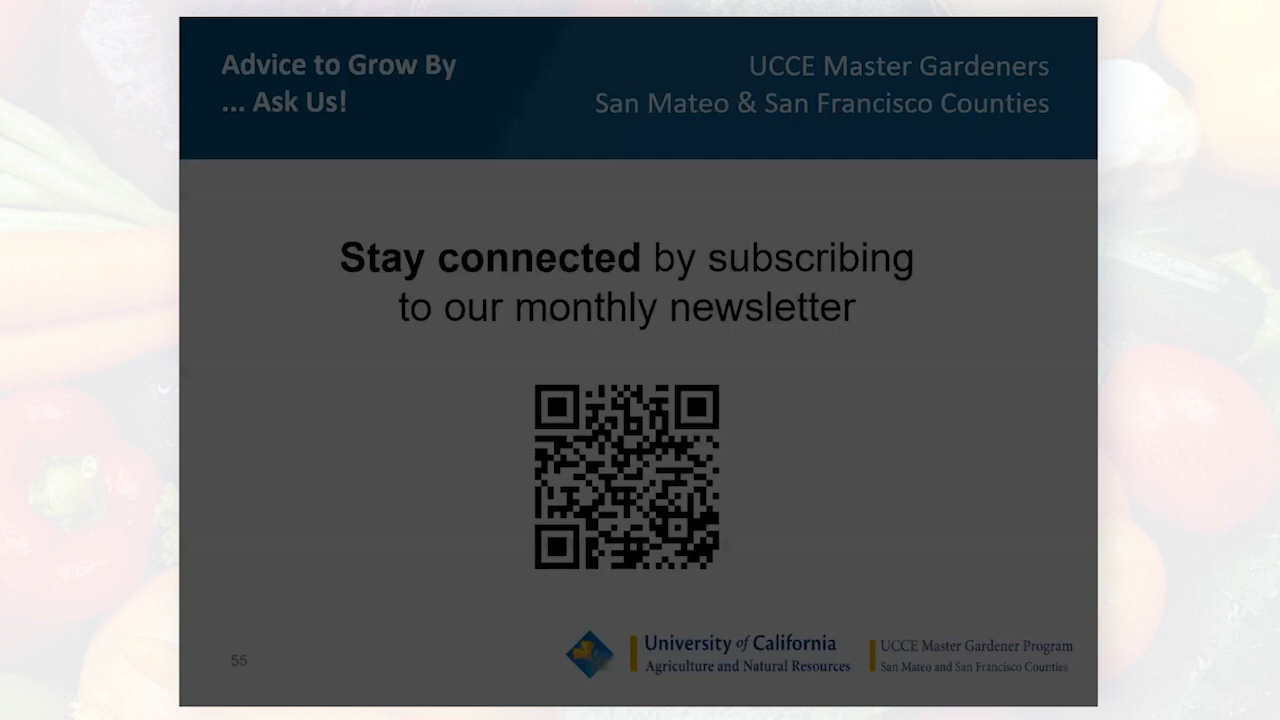 Advice to Grow By
... Ask Us!
UCCE Master Gardeners
San Mateo & San Francisco Counties
Stay connected by subscribing
to our monthly newsletter
55
University of California
Agriculture and Natural Resources
UCCE Master Gardener Program
San Mateo and San Francisco Counties